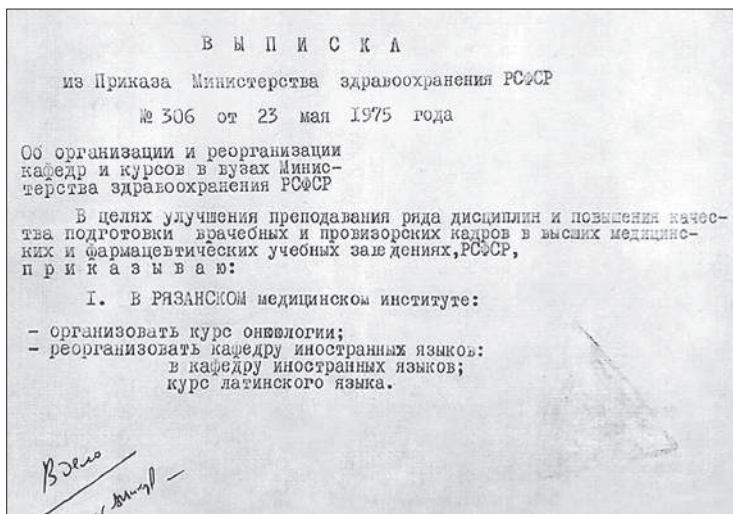 ВЫПИСКА
из Приказа Министерства здравоохранения РСФСР
№ 306 от 23 мая 1975 года
Об организации и реорганизации
кафедр и курсов в вузах Минис-
терства здравоохранения РСФСР
В целях улучшения преподавания ряда дисциплин и повышения качес-
тва подготовки врачебных и провизорских кадров в высших медицинс-
ких и фармацевтических учебных заведениях,РСФСР,
приказываю:
I. В РЯЗАНСКОМ медицинском институте:
- организовать курс онкологии;
- реорганизовать кафедру иностранных языков:
в кафедру иностранных языков;
курс латинского языка.
В дело